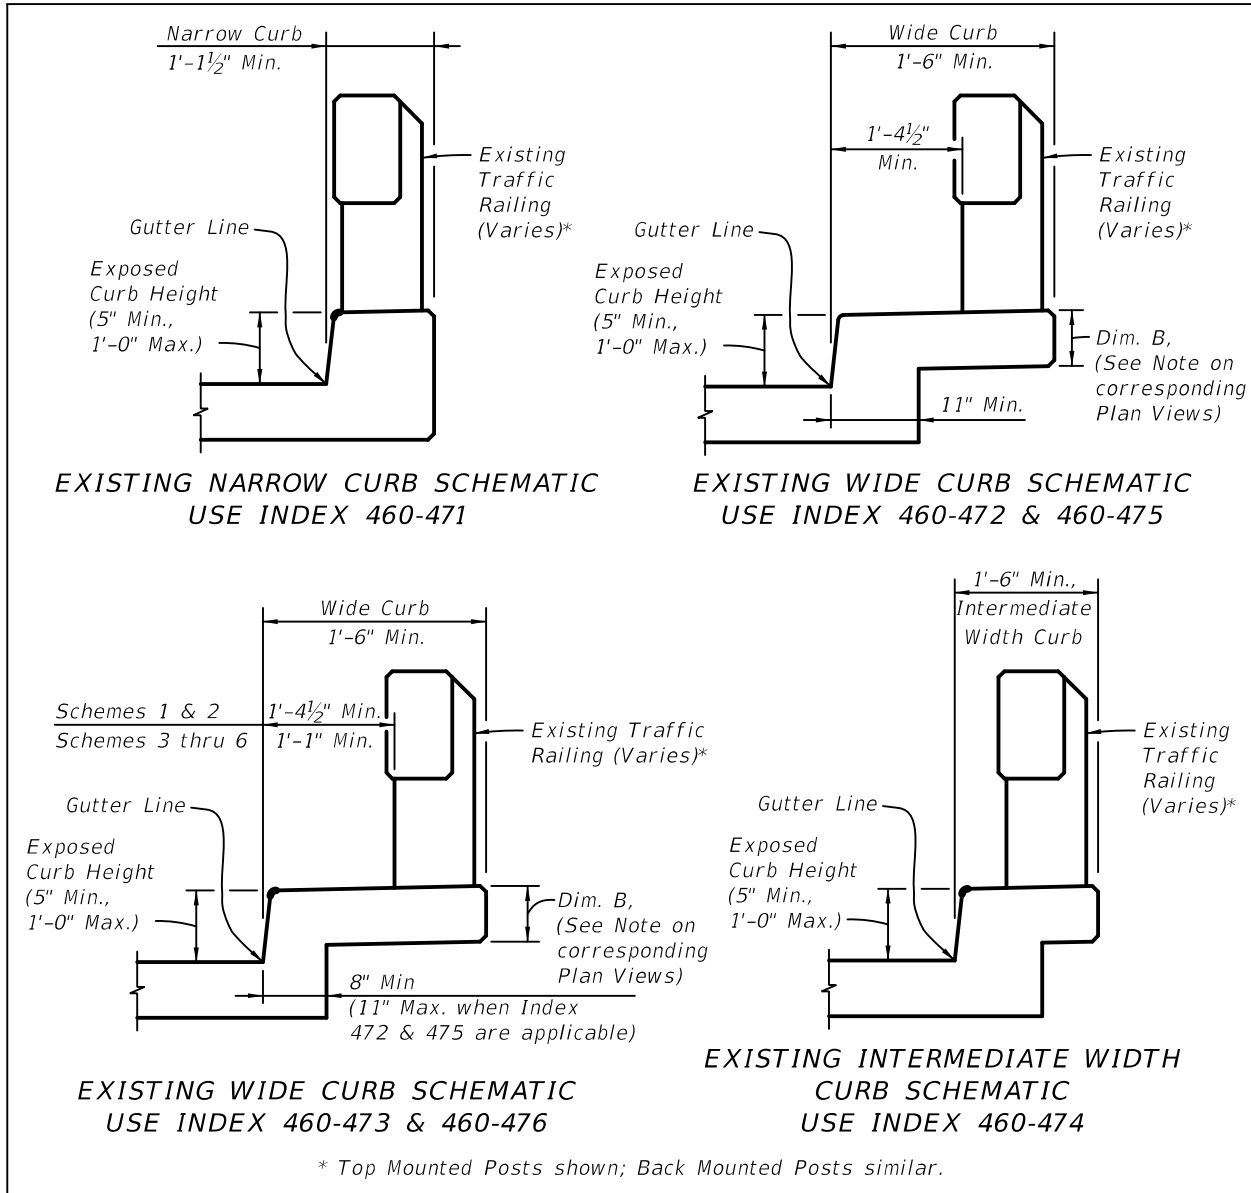 Narrow Curb
1'-1½" Min.
Existing
Traffic
Railing
(Varies)*
Gutter Line
Exposed
Curb Height
(5" Min.,
1'-0" Max.)
EXISTING NARROW CURB SCHEMATIC
USE INDEX 460-471
Wide Curb
1'-6" Min.
1'-4½"
Min.
Existing
Traffic
Railing
(Varies)*
Gutter Line
Exposed
Curb Height
(5" Min.,
1'-0" Max.)
Dim. B,
(See Note on
corresponding
Plan Views)
11" Min.
EXISTING WIDE CURB SCHEMATIC
USE INDEX 460-472 & 460-475
Wide Curb
1'-6" Min.
Schemes 1 & 2 1'-4½" Min.
Schemes 3 thru 6 1'-1" Min.
Existing Traffic
Railing (Varies)*
Gutter Line
Exposed
Curb Height
(5" Min.,
1'-0" Max.)
Dim. B,
(See Note on
corresponding
Plan Views)
8" Min
(11" Max. when Index
472 & 475 are applicable)
EXISTING WIDE CURB SCHEMATIC
USE INDEX 460-473 & 460-476
1'-6" Min.,
Intermediate
Width Curb
Existing
Traffic
Railing
(Varies)*
Gutter Line
Exposed
Curb Height
(5" Min.,
1'-0" Max.)
EXISTING INTERMEDIATE WIDTH
CURB SCHEMATIC
USE INDEX 460-474
* Top Mounted Posts shown; Back Mounted Posts similar.